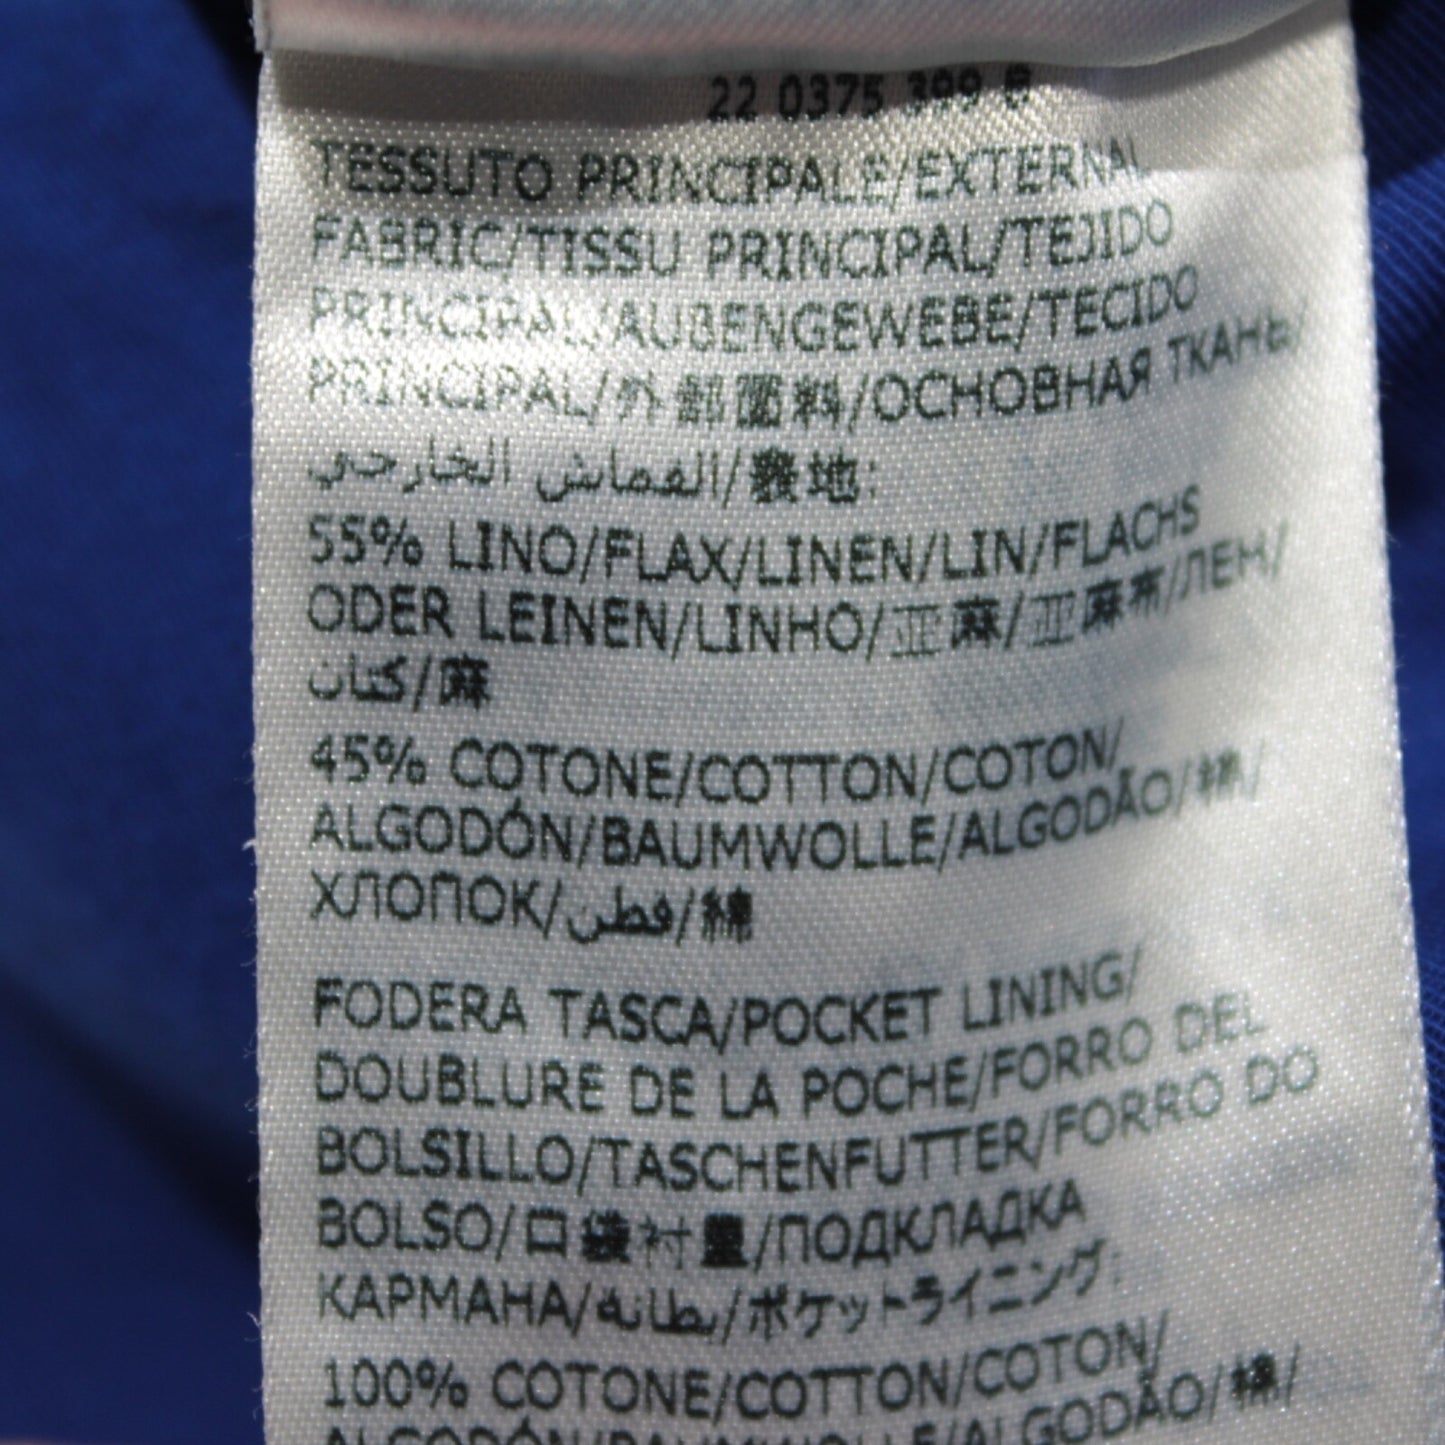 22 0375 399 8
TESSUTO PRINCIPALE/EXTERNAL
FABRIC/TISSU PRINCIPAL/TEJIDO
PRINCIPAL/AUßENGEWEBE/TECIDO
PRINCIPAL/外部面料/ОСНОВНАЯ ТКАНЬ/
القماش الخارجي/表地:
55% LINO/FLAX/LINEN/LIN/FLACHS
ODER LEINEN/LINHO/亚麻/亚麻布/ЛЕН/
كتان/麻
45% COTONE/COTTON/COTON/
ALGODÓN/BAUMWOLLE/ALGODÃO/棉/
ХЛОПОК/قطن/綿
FODERA TASCA/POCKET LINING/
DOUBLURE DE LA POCHE/FORRO DEL
BOLSILLO/TASCHENFUTTER/FORRO DO
BOLSO/口袋衬里/ПОДКЛАДКА
КАРМАНА/بطانة/ポケットライニング:
100% COTONE/COTTON/COTON/
ALGODÓN/BAUMWOLLE/ALGODÃO/棉/